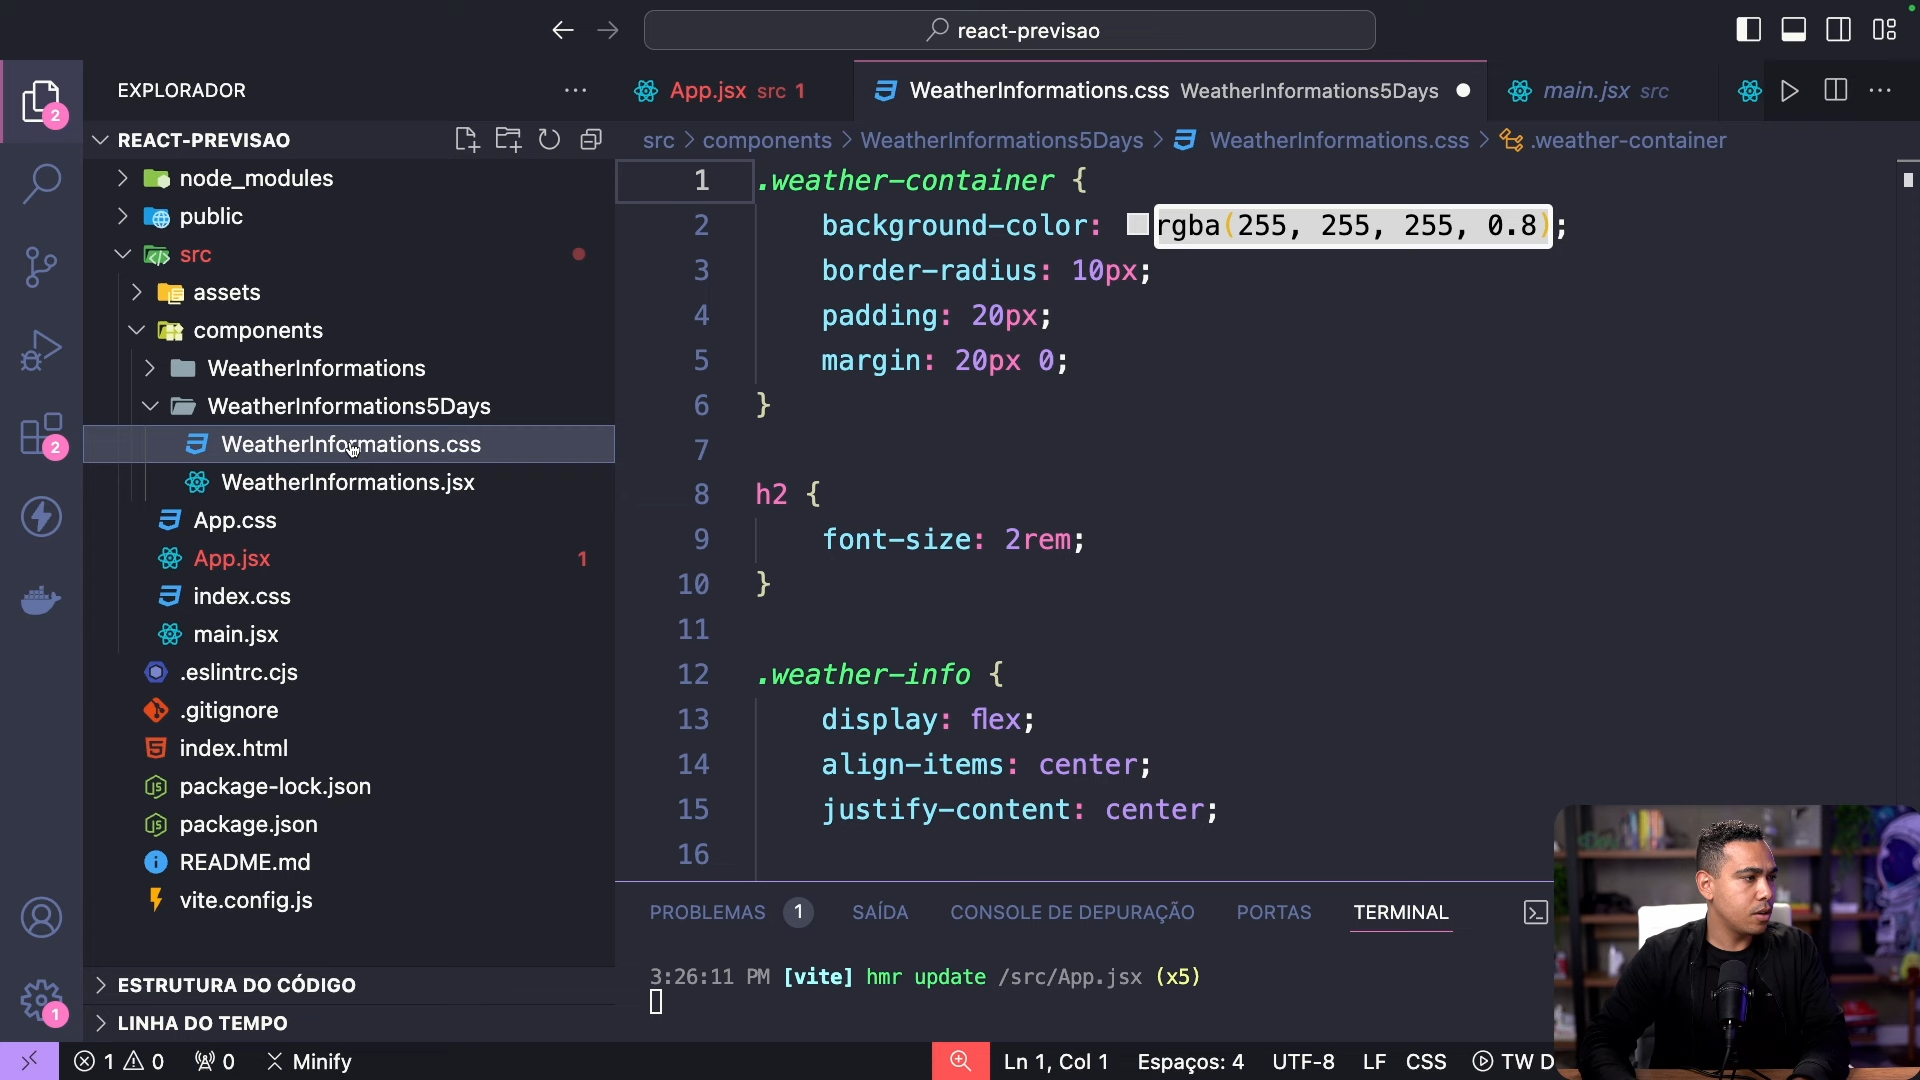 react-previsao
EXPLORADOR
REACT-PREVISAO
node_modules
public
src
assets
components
WeatherInformations
WeatherInformations5Days
WeatherInformations.css
WeatherInformations.jsx
App.css
App.jsx 1
index.css
main.jsx
.eslintrc.cjs
.gitignore
index.html
package-lock.json
package.json
README.md
vite.config.js
ESTRUTURA DO CÓDIGO
LINHA DO TEMPO
2
2
1
App.jsx src 1
WeatherInformations.css WeatherInformations5Days
main.jsx src
src > components > WeatherInformations5Days > WeatherInformations.css > .weather-container
1 .weather-container {
2 background-color: rgba(255, 255, 255, 0.8);
3 border-radius: 10px;
4 padding: 20px;
5 margin: 20px 0;
6 }
7
8 h2 {
9 font-size: 2rem;
10 }
11
12 .weather-info {
13 display: flex;
14 align-items: center;
15 justify-content: center;
16
PROBLEMAS 1 SAÍDA CONSOLE DE DEPURAÇÃO PORTAS TERMINAL
3:26:11 PM [vite] hmr update /src/App.jsx (x5)
1 0 0 Minify Ln 1, Col 1 Espaços: 4 UTF-8 LF CSS TW D